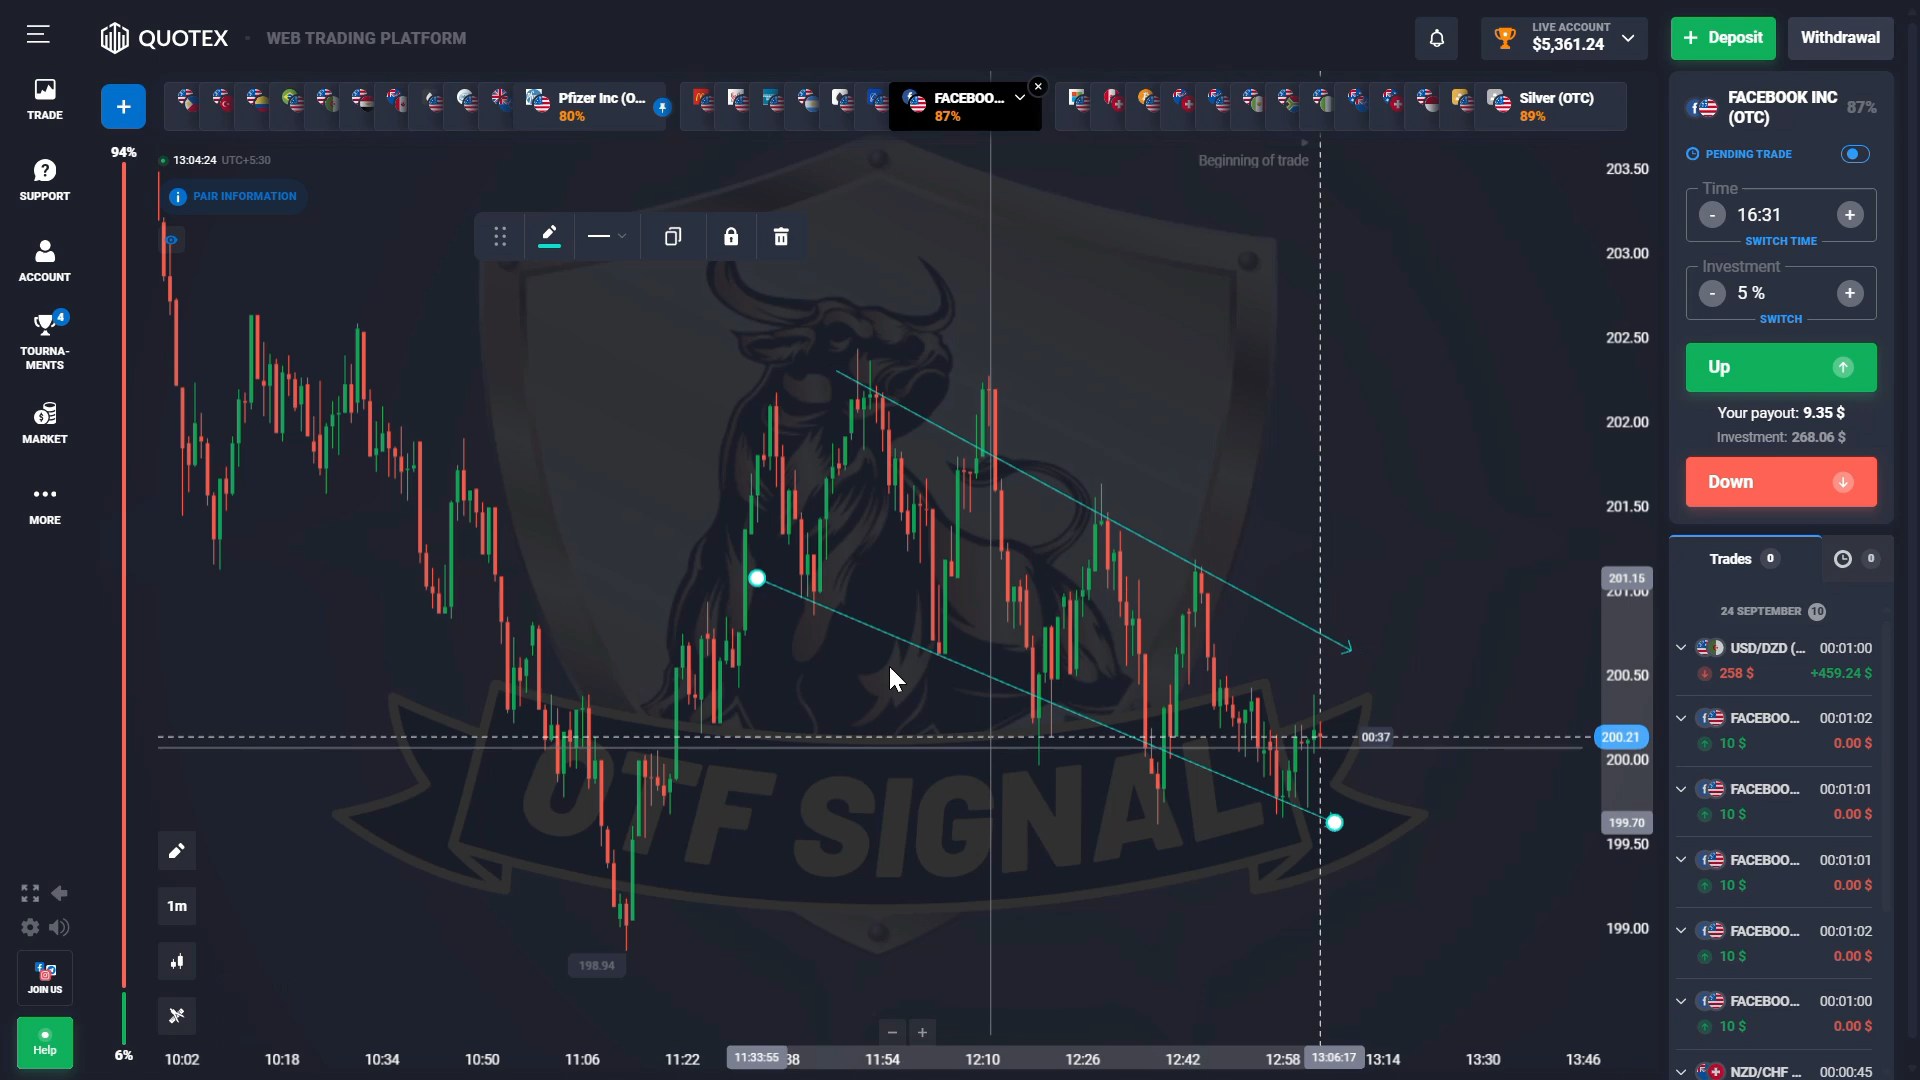 QUOTEX
WEB TRADING PLATFORM
LIVE ACCOUNT
$5,361.24
Deposit
Withdrawal
TRADE
SUPPORT
ACCOUNT
4
TOURNA-
MENTS
MARKET
MORE
JOIN US
Help
+
Pfizer Inc (O...
80%
FACEBOO...
87%
Silver (OTC)
89%
94%
13:04:24 UTC+5:30
PAIR INFORMATION
Beginning of trade
203.50
203.00
202.50
202.00
201.50
201.15
201.00
200.50
00:37
200.21
200.00
199.70
199.50
199.00
198.94
OTF SIGNAL
1m
6%
10:02
10:18
10:34
10:50
11:06
11:22
11:33:55
38
11:54
12:10
12:26
12:42
12:58
13:06:17
13:14
13:30
13:46
FACEBOOK INC
(OTC)
87%
PENDING TRADE
Time
- 16:31 +
SWITCH TIME
Investment
- 5 % +
SWITCH
Up
Your payout: 9.35 $
Investment: 268.06 $
Down
Trades 0
0
24 SEPTEMBER 10
USD/DZD (... 00:01:00
258 $ +459.24 $
FACEBOO... 00:01:02
10 $ 0.00 $
FACEBOO... 00:01:01
10 $ 0.00 $
FACEBOO... 00:01:01
10 $ 0.00 $
FACEBOO... 00:01:02
10 $ 0.00 $
FACEBOO... 00:01:00
10 $ 0.00 $
NZD/CHF ... 00:00:45